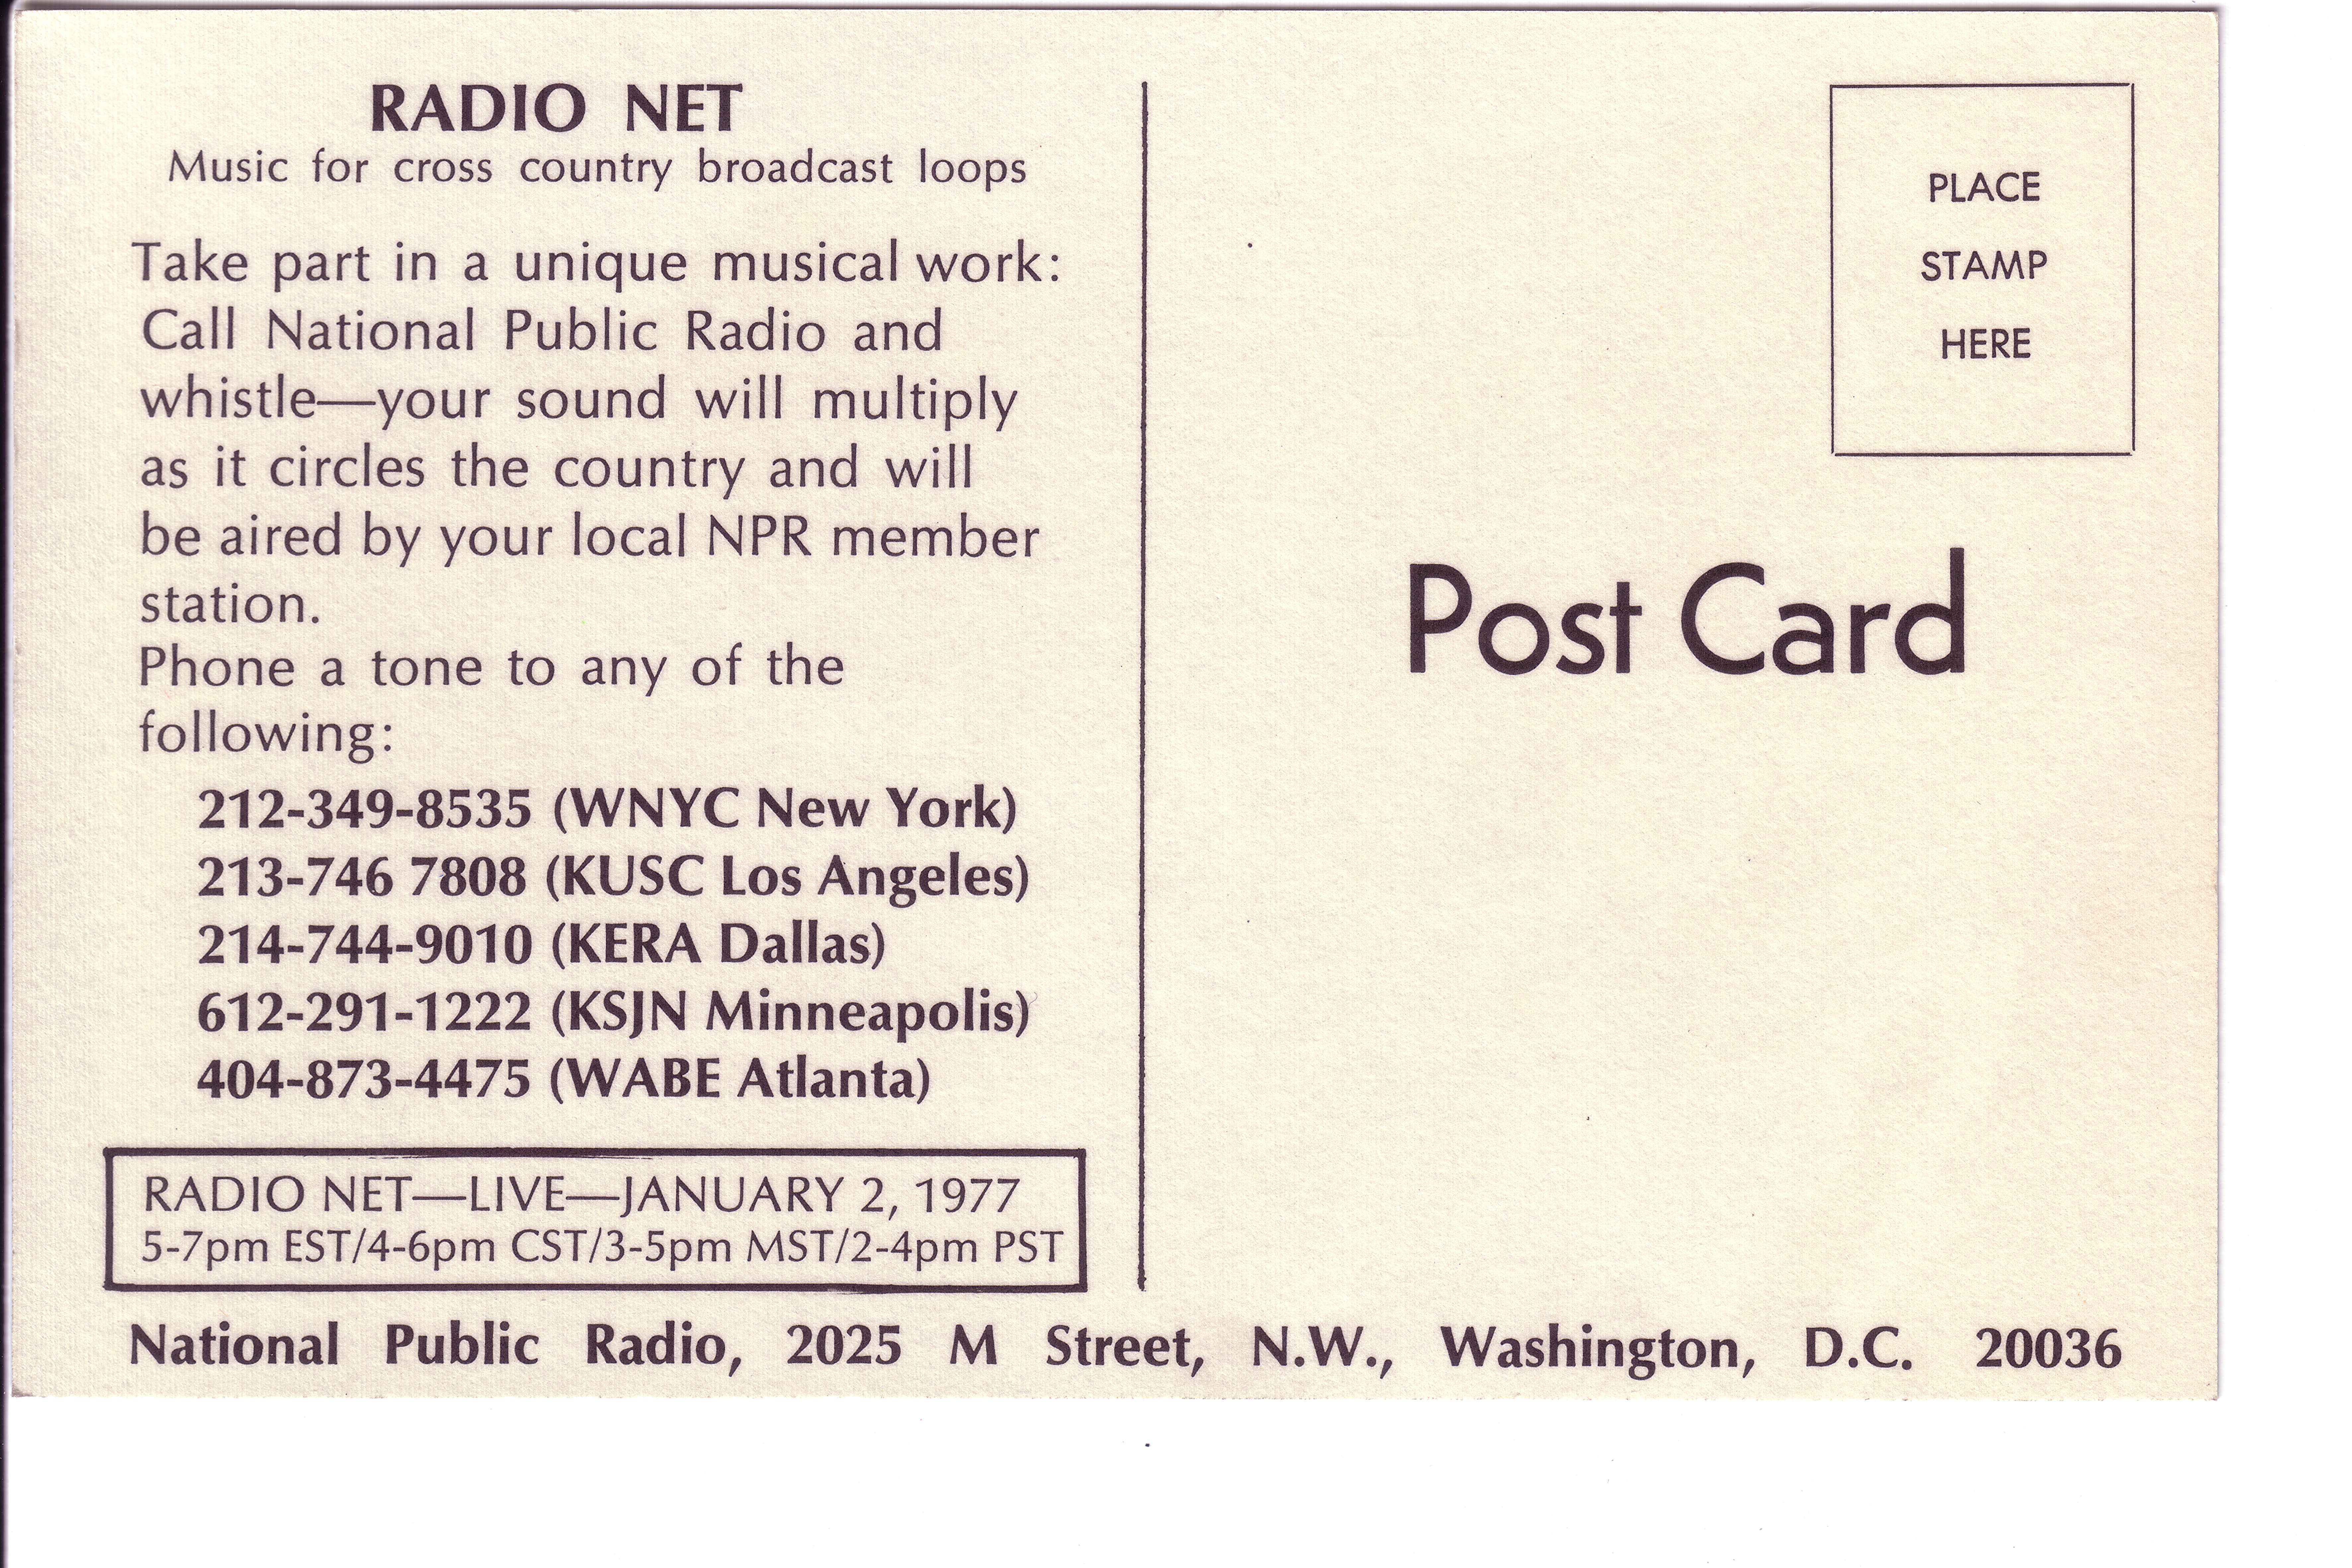 RADIO NET
Music for cross country broadcast loops
Take part in a unique musical work:
Call National Public Radio and
whistle—your sound will multiply
as it circles the country and will
be aired by your local NPR member
station.
Phone a tone to any of the
following:
212-349-8535 (WNYC New York)
213-746 7808 (KUSC Los Angeles)
214-744-9010 (KERA Dallas)
612-291-1222 (KSJN Minneapolis)
404-873-4475 (WABE Atlanta)
RADIO NET—LIVE—JANUARY 2, 1977
5-7pm EST/4-6pm CST/3-5pm MST/2-4pm PST
PLACE
STAMP
HERE
Post Card
National Public Radio, 2025 M Street, N.W., Washington, D.C. 20036